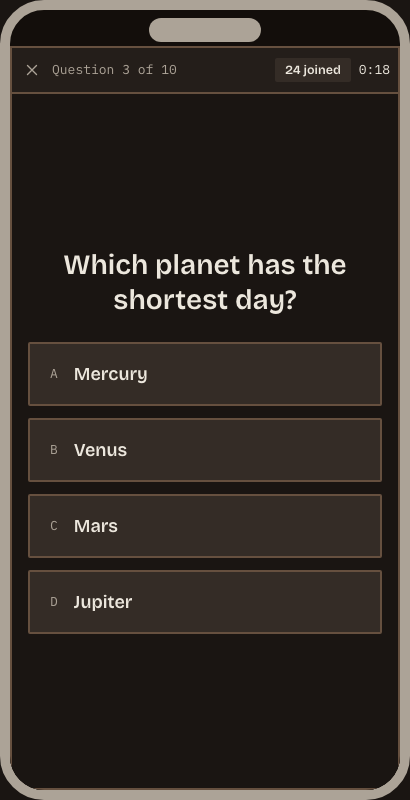 Question 3 of 10
24 joined
0:18
Which planet has the
shortest day?
A Mercury
B Venus
C Mars
D Jupiter